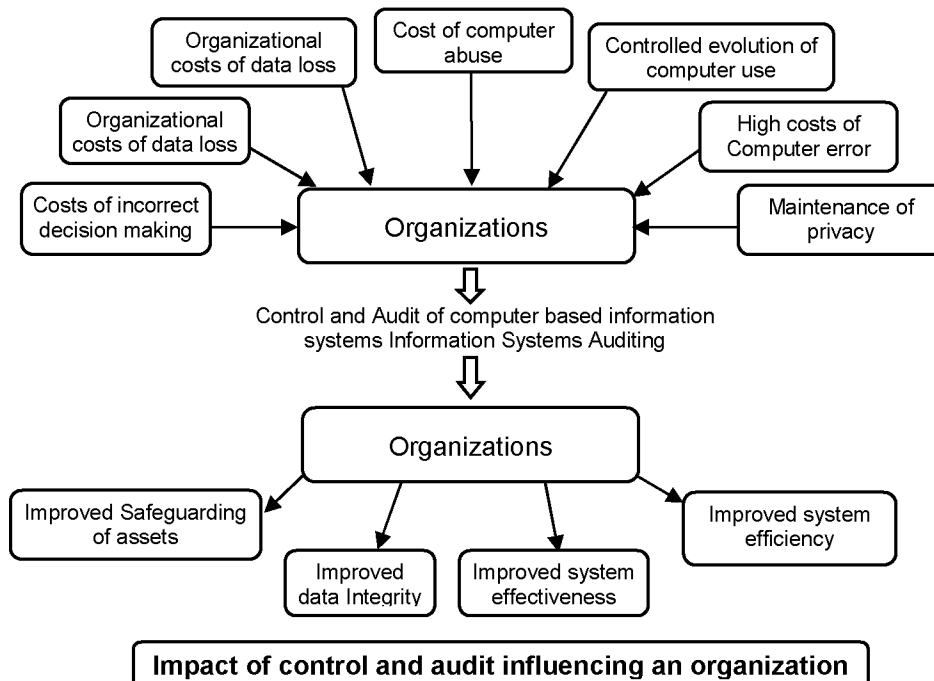 Organizational
costs of data loss
Cost of computer
abuse
Controlled evolution of
computer use
Organizational
costs of data loss
High costs of
Computer error
Costs of incorrect
decision making
Organizations
Maintenance of
privacy
Control and Audit of computer based information
systems Information Systems Auditing
Organizations
Improved Safeguarding
of assets
Improved
data Integrity
Improved system
effectiveness
Improved system
efficiency
Impact of control and audit influencing an organization